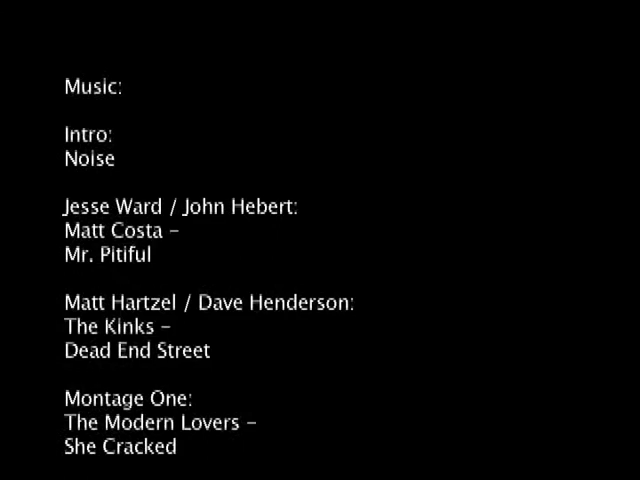 Music:
Intro:
Noise
Jesse Ward / John Hebert:
Matt Costa –
Mr. Pitiful
Matt Hartzel / Dave Henderson:
The Kinks –
Dead End Street
Montage One:
The Modern Lovers –
She Cracked